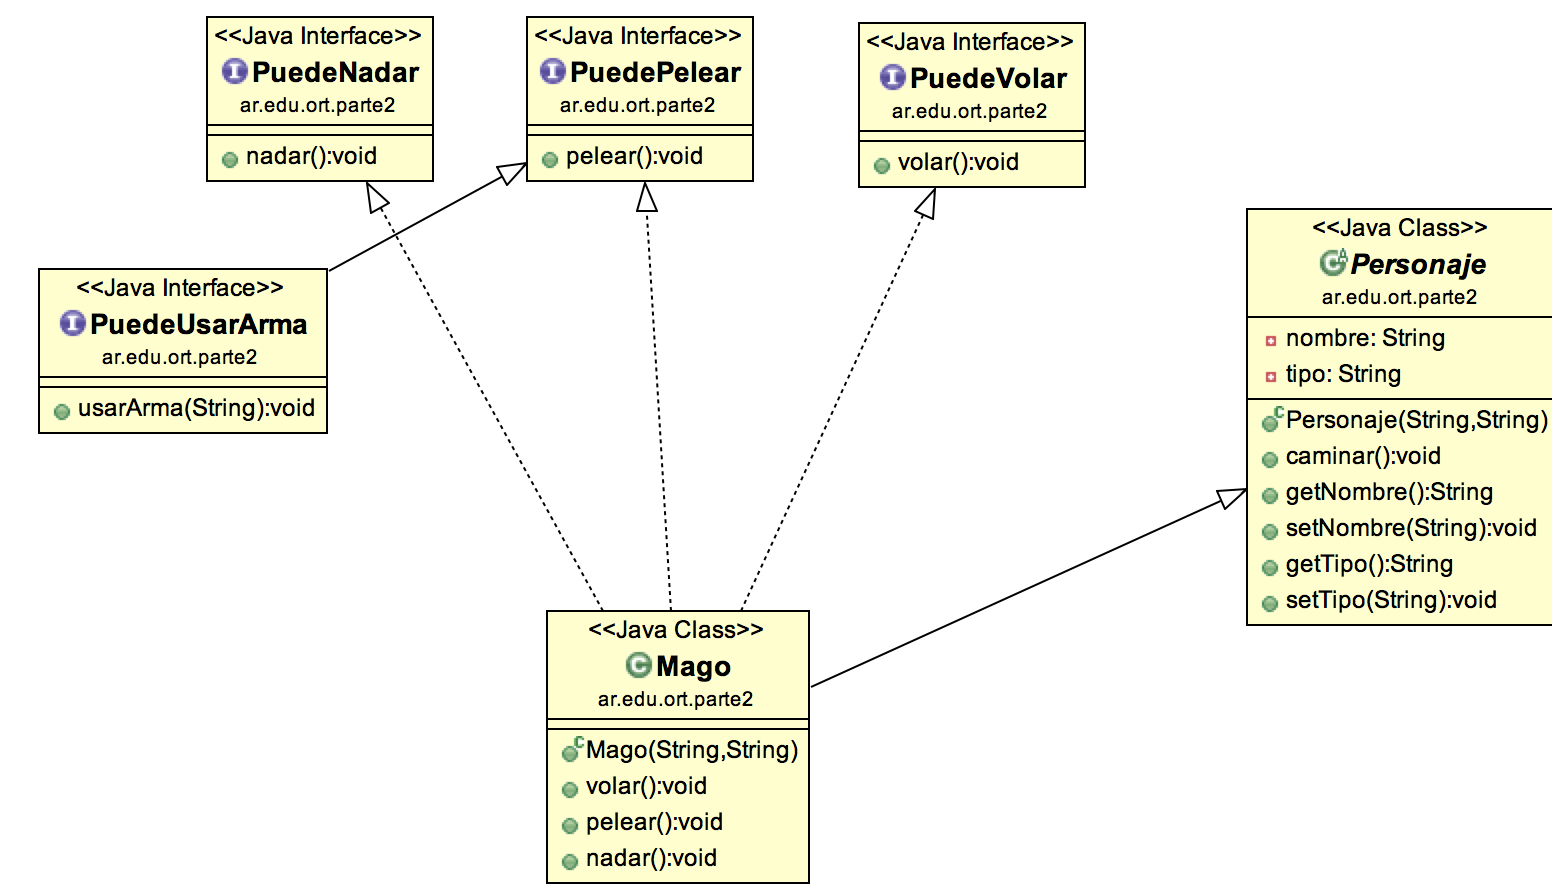 <<Java Interface>>
PuedeNadar
ar.edu.ort.parte2
nadar():void
<<Java Interface>>
PuedePelear
ar.edu.ort.parte2
pelear():void
<<Java Interface>>
PuedeVolar
ar.edu.ort.parte2
volar():void
<<Java Interface>>
PuedeUsarArma
ar.edu.ort.parte2
usarArma(String):void
<<Java Class>>
Personaje
ar.edu.ort.parte2
nombre: String
tipo: String
Personaje(String,String)
caminar():void
getNombre():String
setNombre(String):void
getTipo():String
setTipo(String):void
<<Java Class>>
Mago
ar.edu.ort.parte2
Mago(String,String)
volar():void
pelear():void
nadar():void